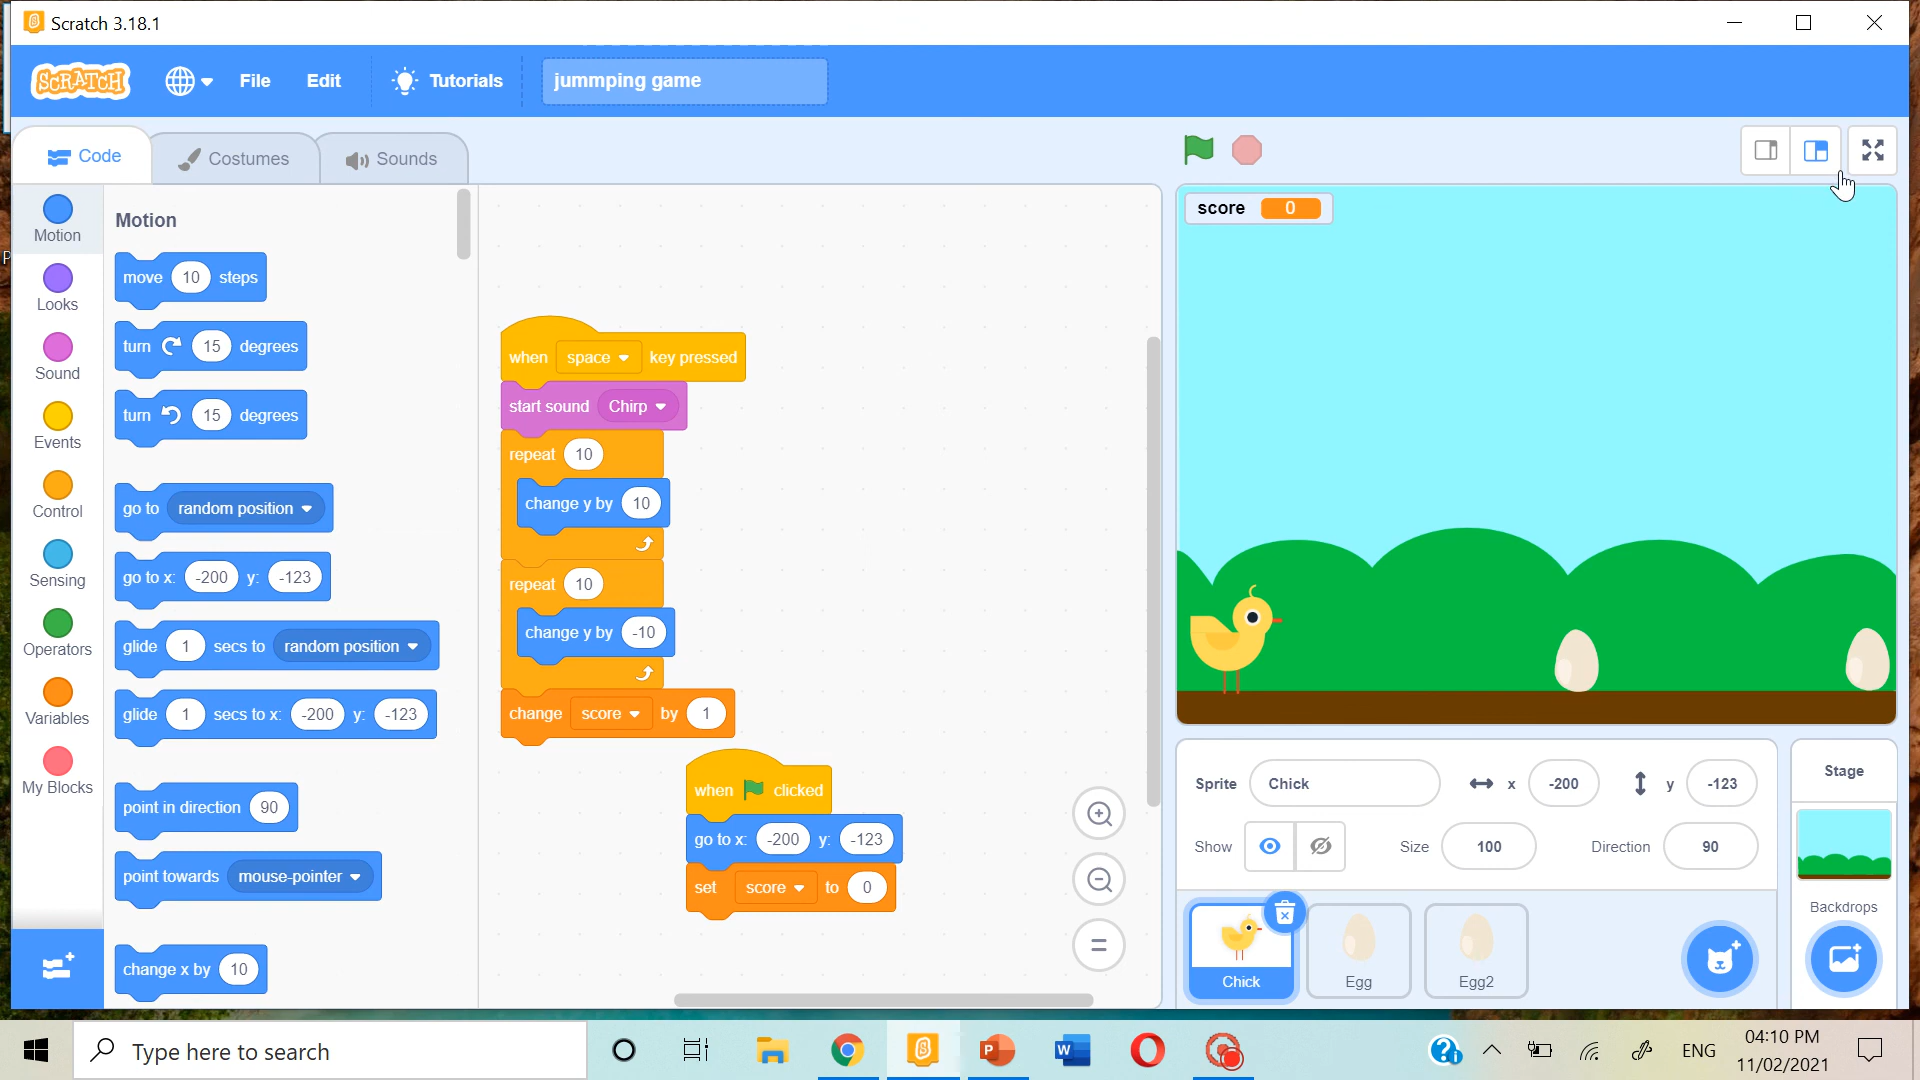 Scratch 3.18.1
SCRATCH
File
Edit
Tutorials
jummping game
Code
Costumes
Sounds
Motion
Looks
Sound
Events
Control
Sensing
Operators
Variables
My Blocks
Motion
move 10 steps
turn 15 degrees
turn 15 degrees
go to random position
go to x: -200 y: -123
glide 1 secs to random position
glide 1 secs to x: -200 y: -123
point in direction 90
point towards mouse-pointer
change x by 10
when space key pressed
start sound Chirp
repeat 10
change y by 10
repeat 10
change y by -10
change score by 1
when clicked
go to x: -200 y: -123
set score to 0
score 0
Sprite Chick x -200 y -123
Show Size 100 Direction 90
Chick
Egg
Egg2
Stage
Backdrops
Type here to search
ENG
04:10 PM
11/02/2021